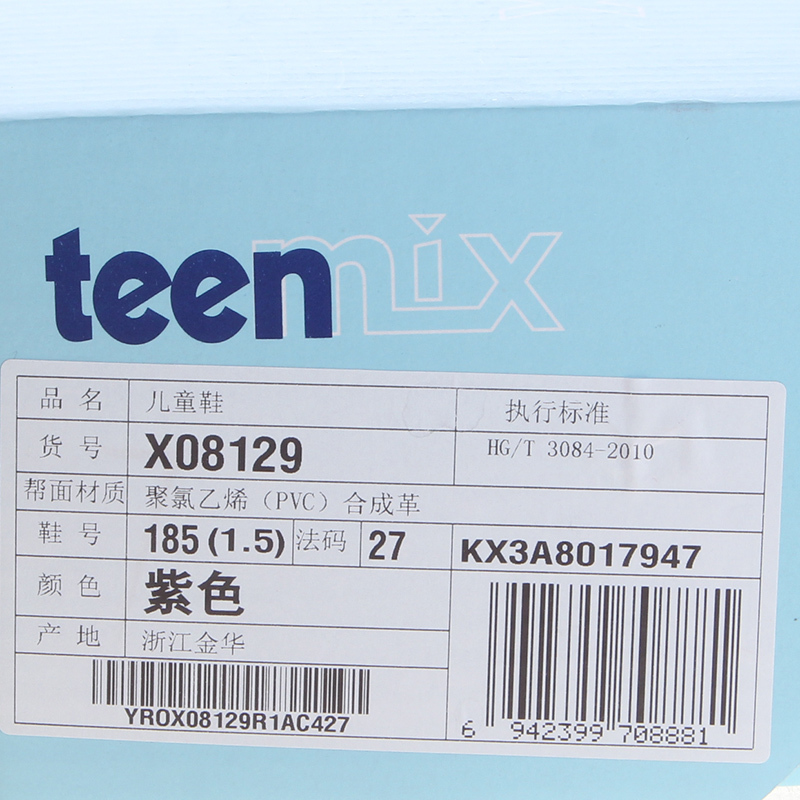 teenmix
品名 儿童鞋 执行标准
货号 X08129 HG/T 3084-2010
帮面材质 聚氯乙烯（PVC）合成革
鞋号 185(1.5) 法码 27 KX3A8017947
颜色 紫色
产地 浙江金华
YROX08129R1AC427
6 942399 708881